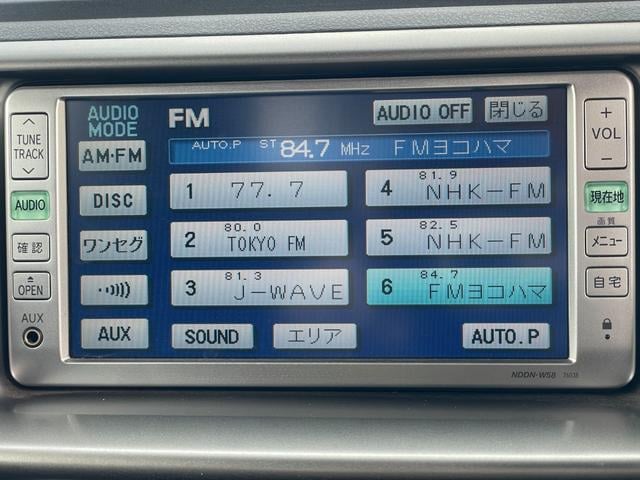 TUNE
TRACK
AUDIO
確認
OPEN
AUX
AUDIO
MODE
FM
AUDIO OFF
閉じる
AM・FM
AUTO.P ST 84.7 MHz FMヨコハマ
DISC
1 77.7
4 81.9 NHK-FM
ワンセグ
2 80.0 TOKYO FM
5 82.5 NHK-FM
3 81.3 J-WAVE
6 84.7 FMヨコハマ
AUX
SOUND
エリア
AUTO.P
+
VOL
-
現在地
画質
メニュー
自宅
NDDN-W58 76038